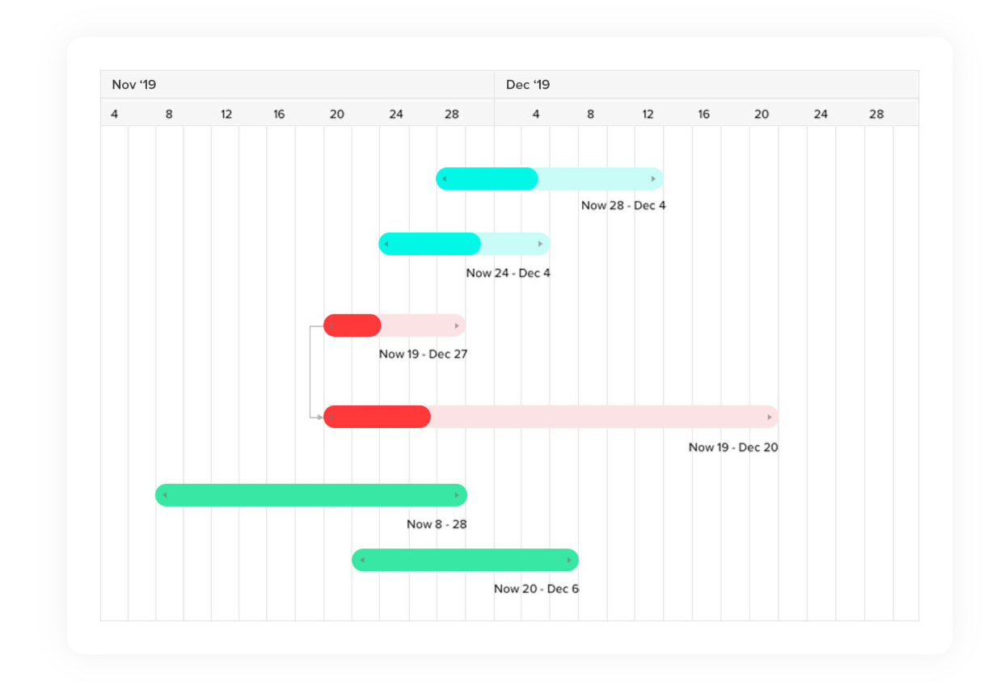 Nov ‘19 Dec ‘19
4 8 12 16 20 24 28 4 8 12 16 20 24 28
Now 28 - Dec 4
Now 24 - Dec 4
Now 19 - Dec 27
Now 19 - Dec 20
Now 8 - 28
Now 20 - Dec 6